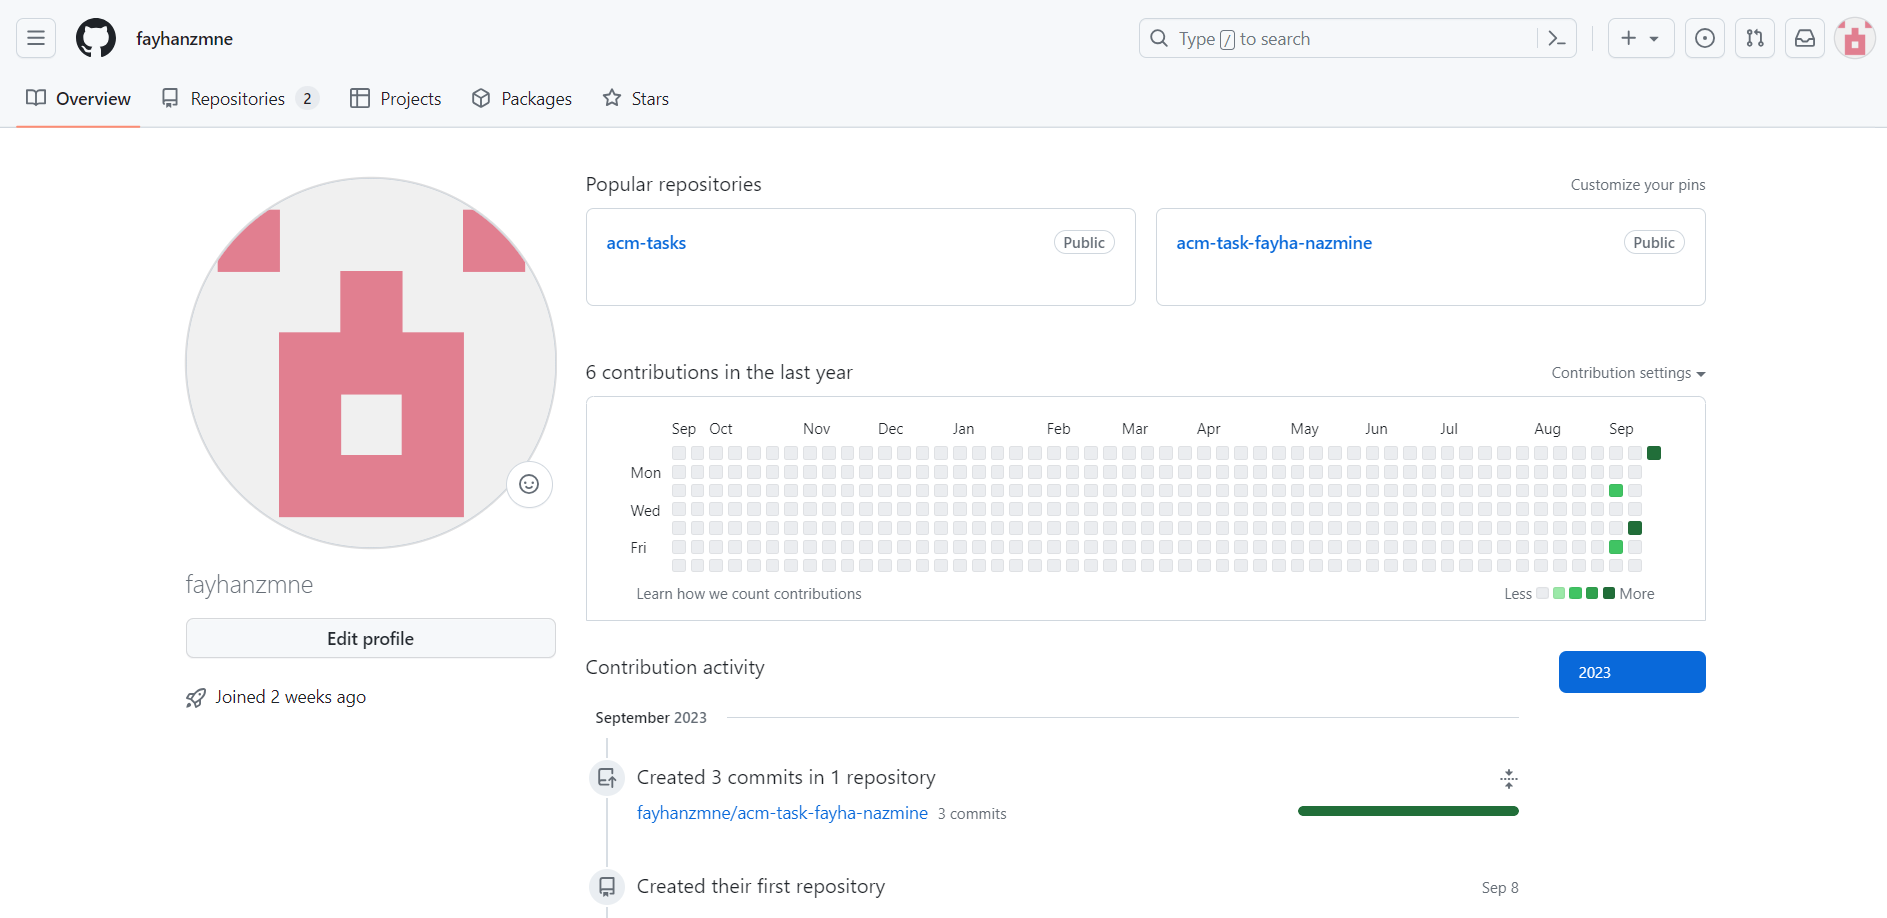 fayhanzmne
Type / to search
Overview Repositories 2 Projects Packages Stars
Popular repositories Customize your pins
acm-tasks Public acm-task-fayha-nazmine Public
6 contributions in the last year Contribution settings
Sep Oct Nov Dec Jan Feb Mar Apr May Jun Jul Aug Sep
Mon
Wed
Fri
Learn how we count contributions Less More
fayhanzmne
Edit profile
Joined 2 weeks ago
Contribution activity 2023
September 2023
Created 3 commits in 1 repository
fayhanzmne/acm-task-fayha-nazmine 3 commits
Created their first repository Sep 8